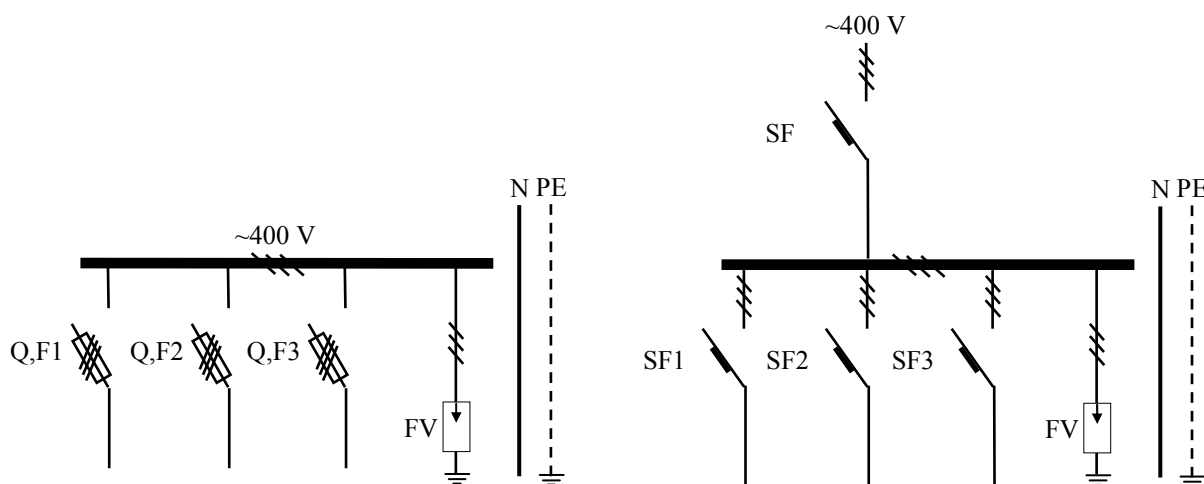 ~400 V
Q,F1
Q,F2
Q,F3
FV
N PE
~400 V
SF
SF1
SF2
SF3
FV
N PE